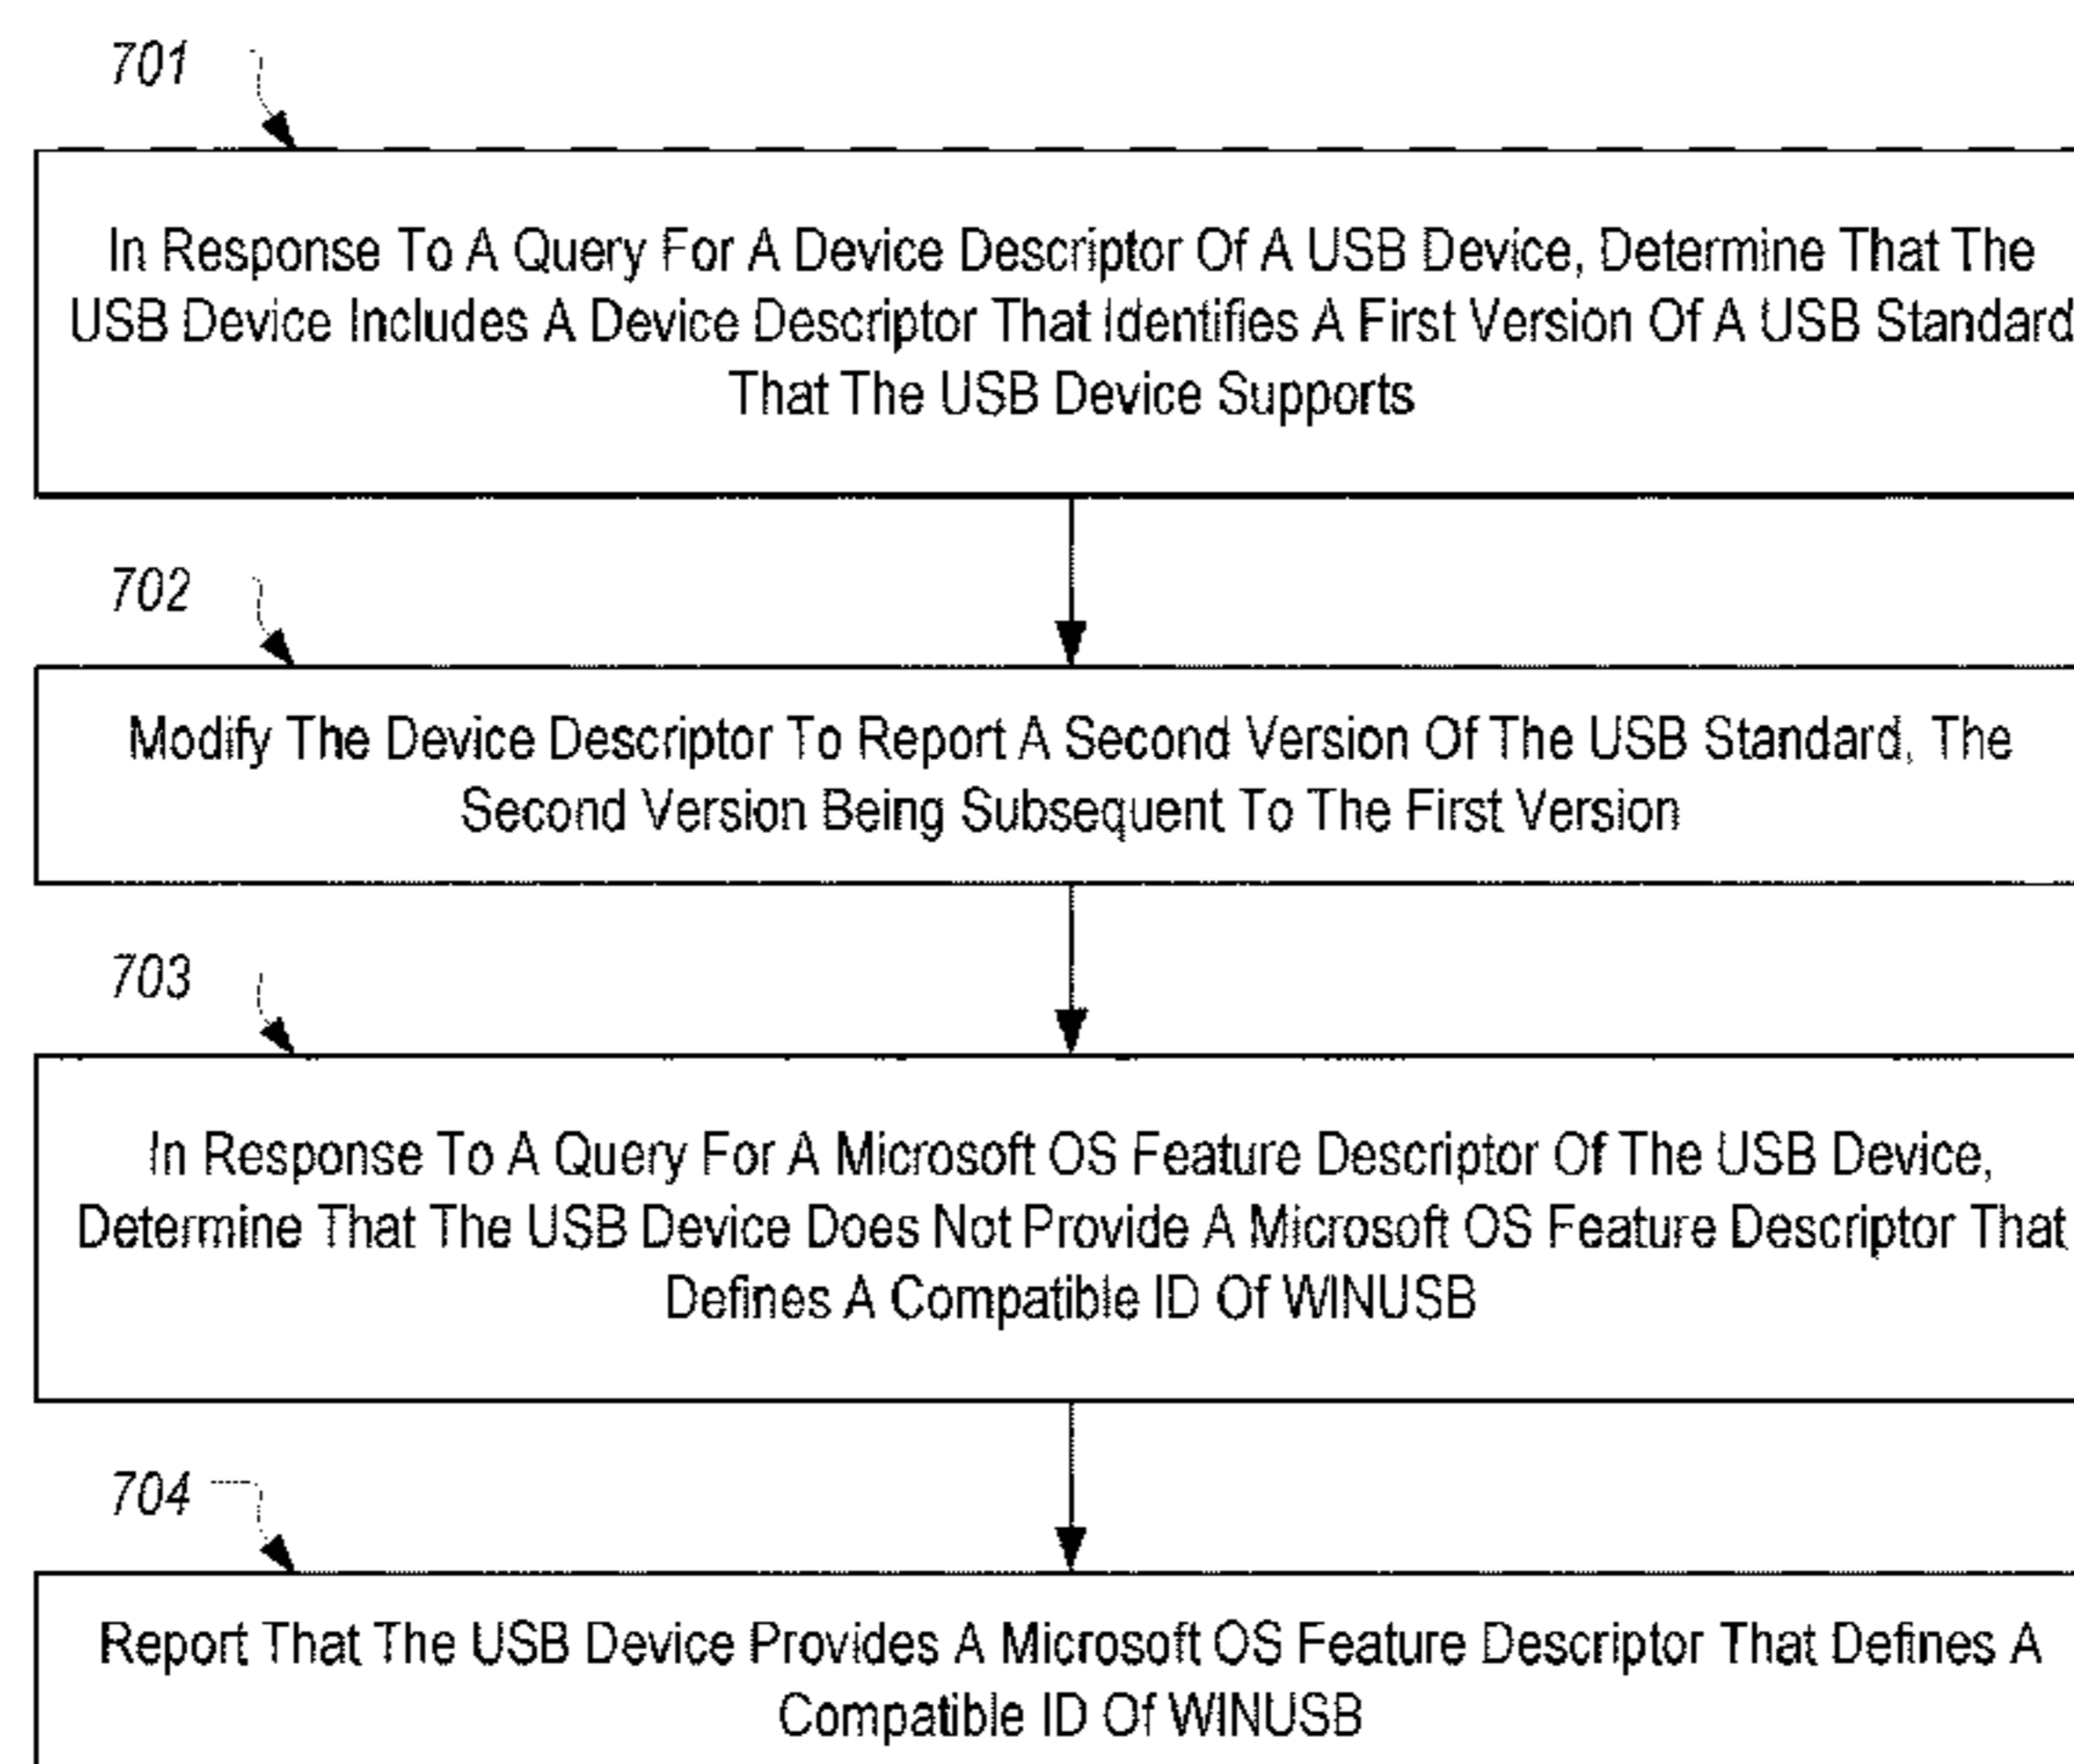 701
In Response To A Query For A Device Descriptor Of A USB Device, Determine That The
USB Device Includes A Device Descriptor That Identifies A First Version Of A USB Standard
That The USB Device Supports
702
Modify The Device Descriptor To Report A Second Version Of The USB Standard, The
Second Version Being Subsequent To The First Version
703
In Response To A Query For A Microsoft OS Feature Descriptor Of The USB Device,
Determine That The USB Device Does Not Provide A Microsoft OS Feature Descriptor That
Defines A Compatible ID Of WINUSB
704
Report That The USB Device Provides A Microsoft OS Feature Descriptor That Defines A
Compatible ID Of WINUSB